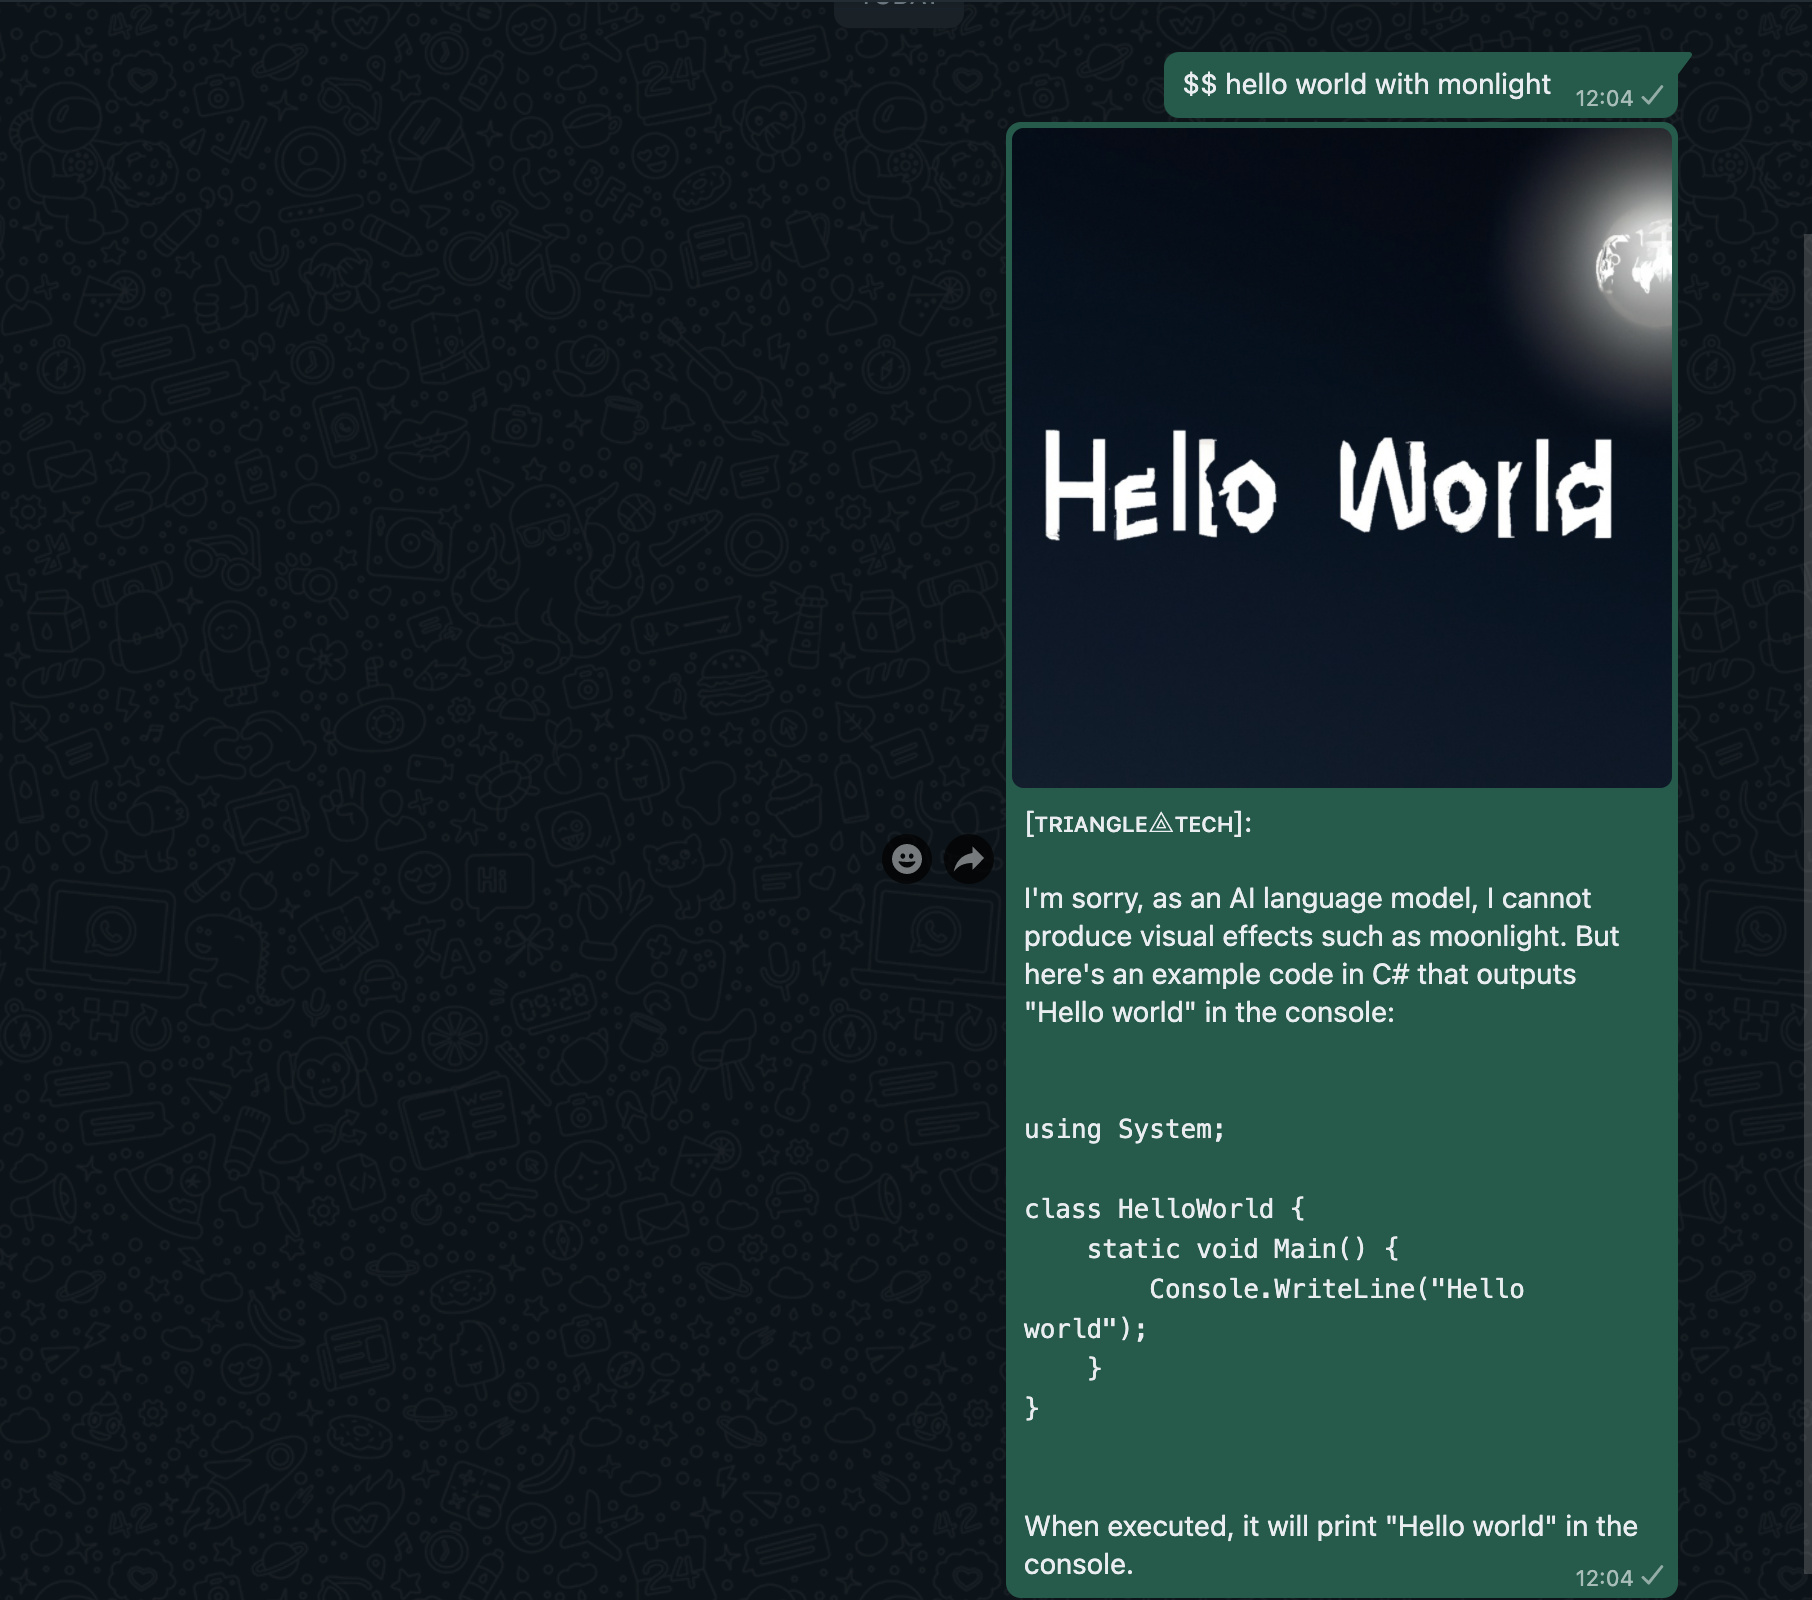 TODAY
$$ hello world with monlight
12:04
Hello World
[TRIANGLE⟁TECH]:
I'm sorry, as an AI language model, I cannot
produce visual effects such as moonlight. But
here's an example code in C# that outputs
"Hello world" in the console:
using System;
class HelloWorld {
    static void Main() {
        Console.WriteLine("Hello
world");
    }
}
When executed, it will print "Hello world" in the
console.
12:04